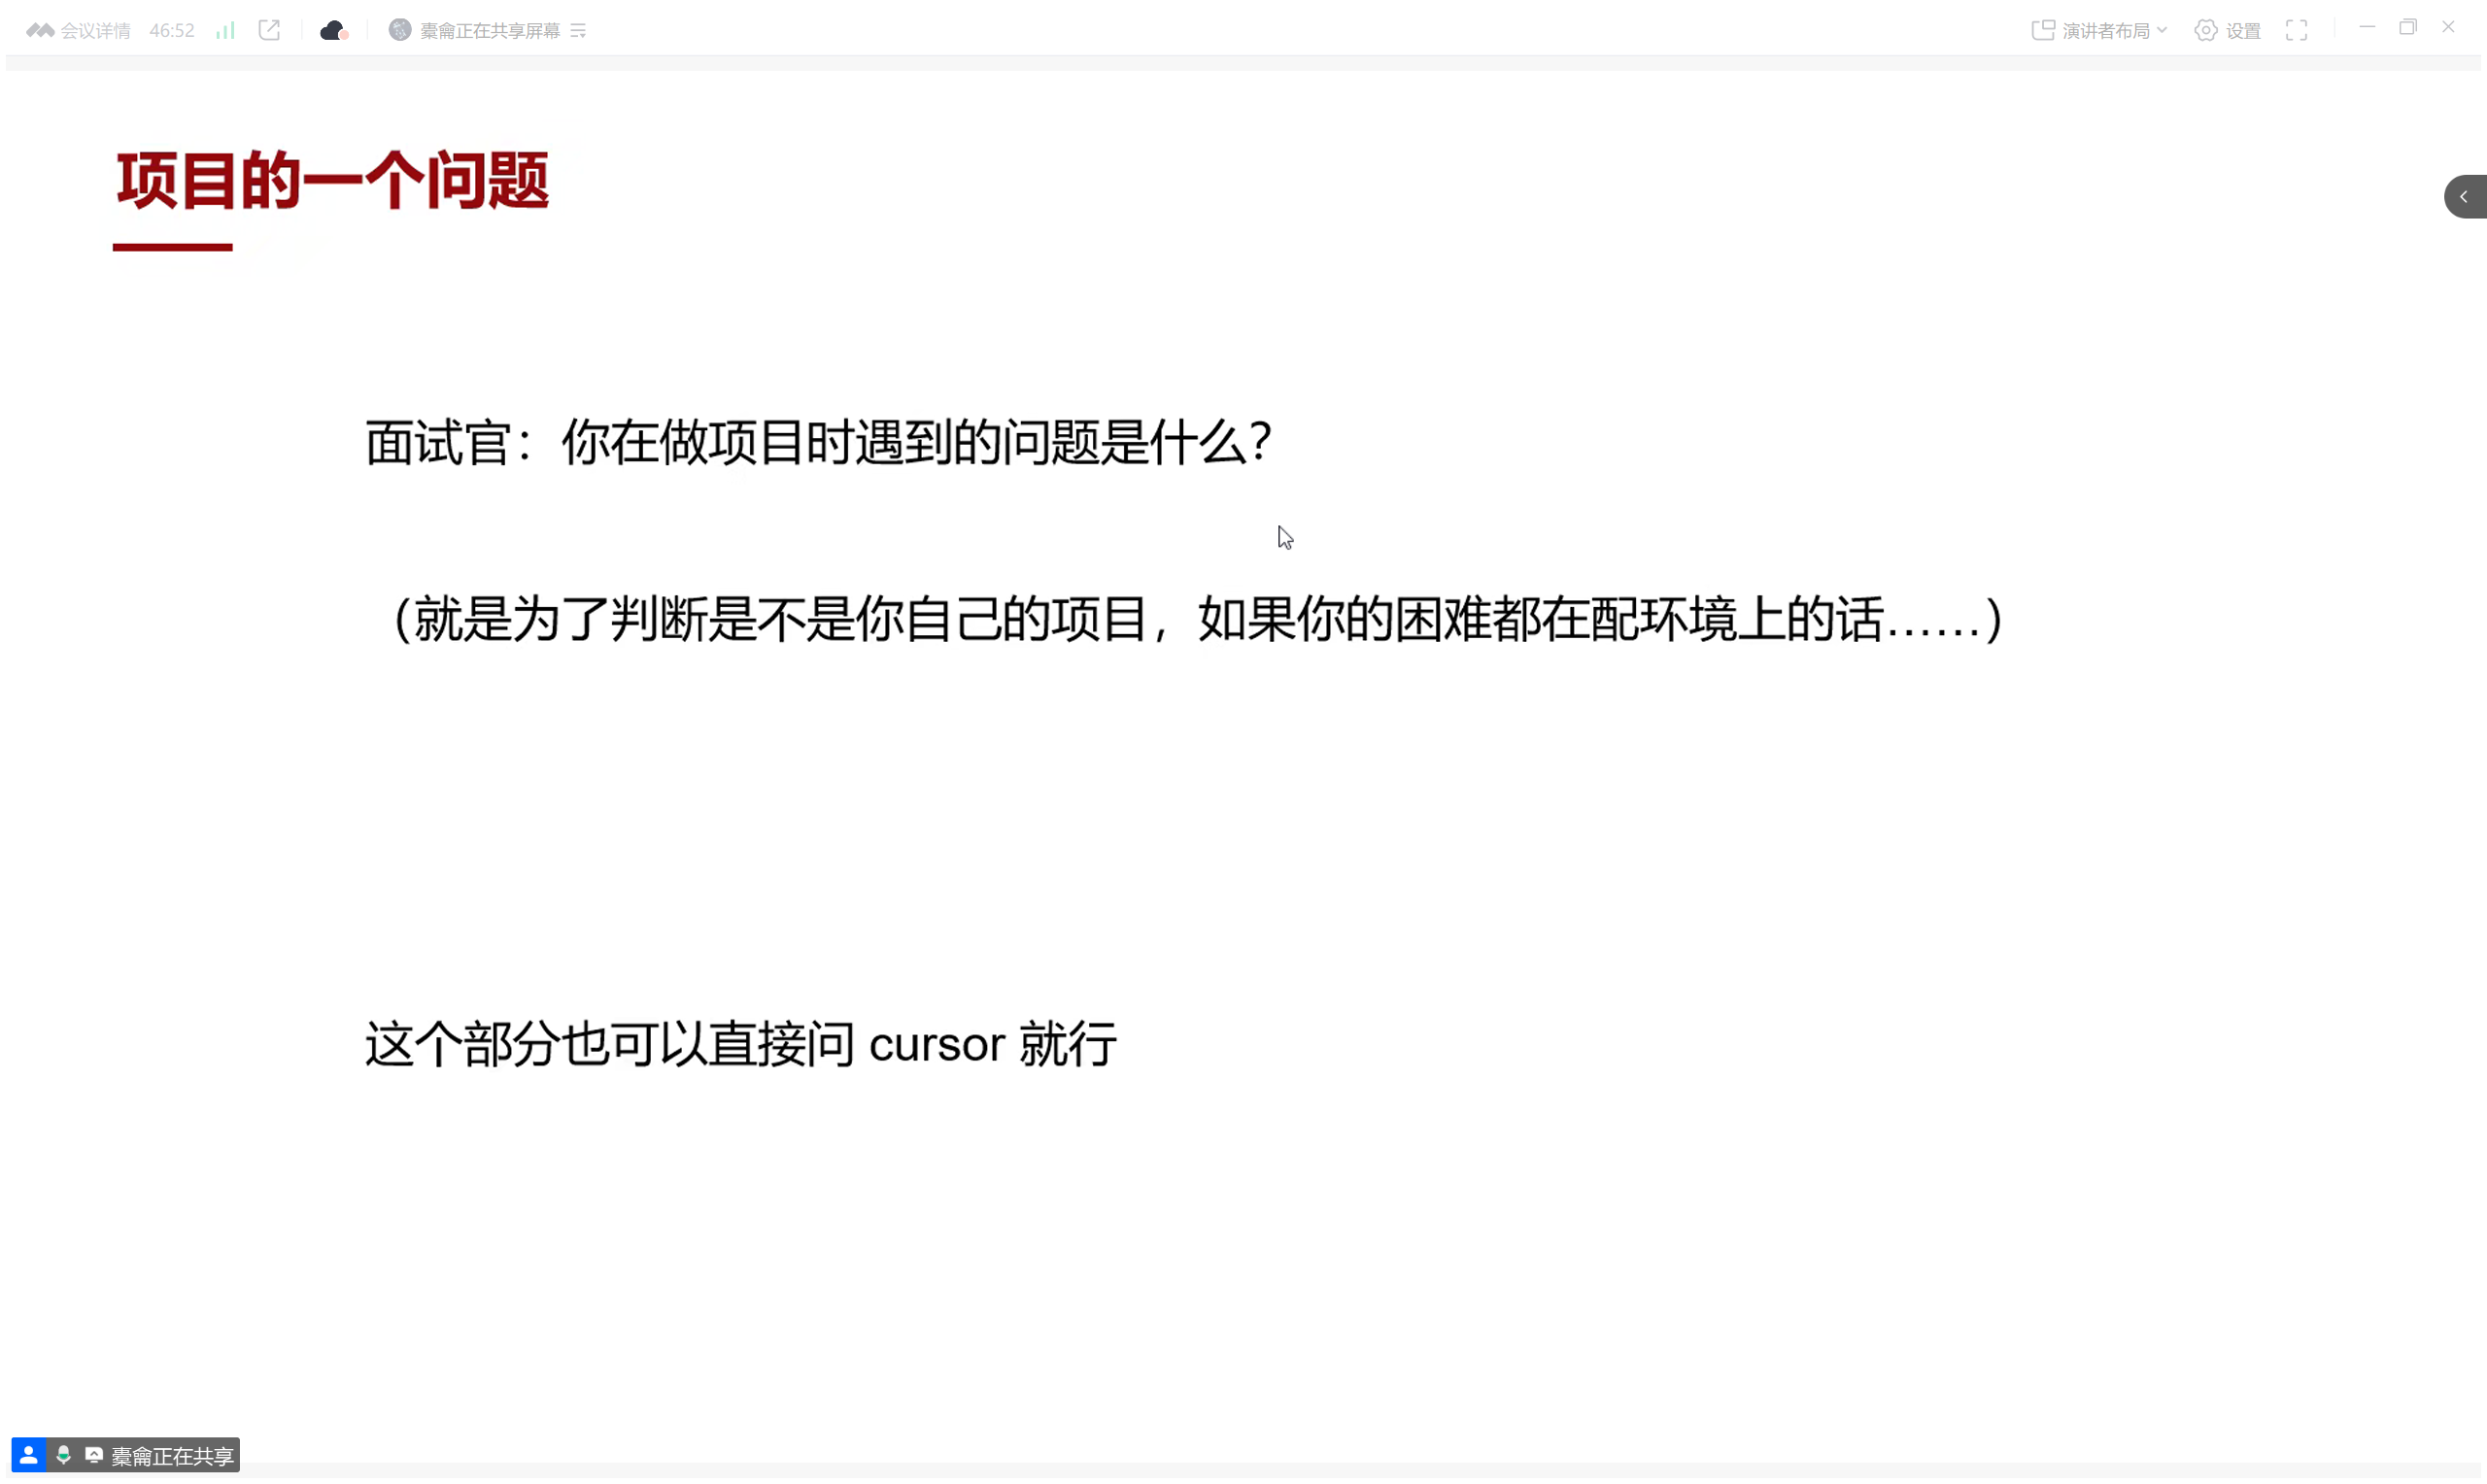 会议详情 46:52 橐龠正在共享屏幕 演讲者布局 设置
项目的一个问题
面试官：你在做项目时遇到的问题是什么？
（就是为了判断是不是你自己的项目，如果你的困难都在配环境上的话……）
这个部分也可以直接问 cursor 就行
橐龠正在共享